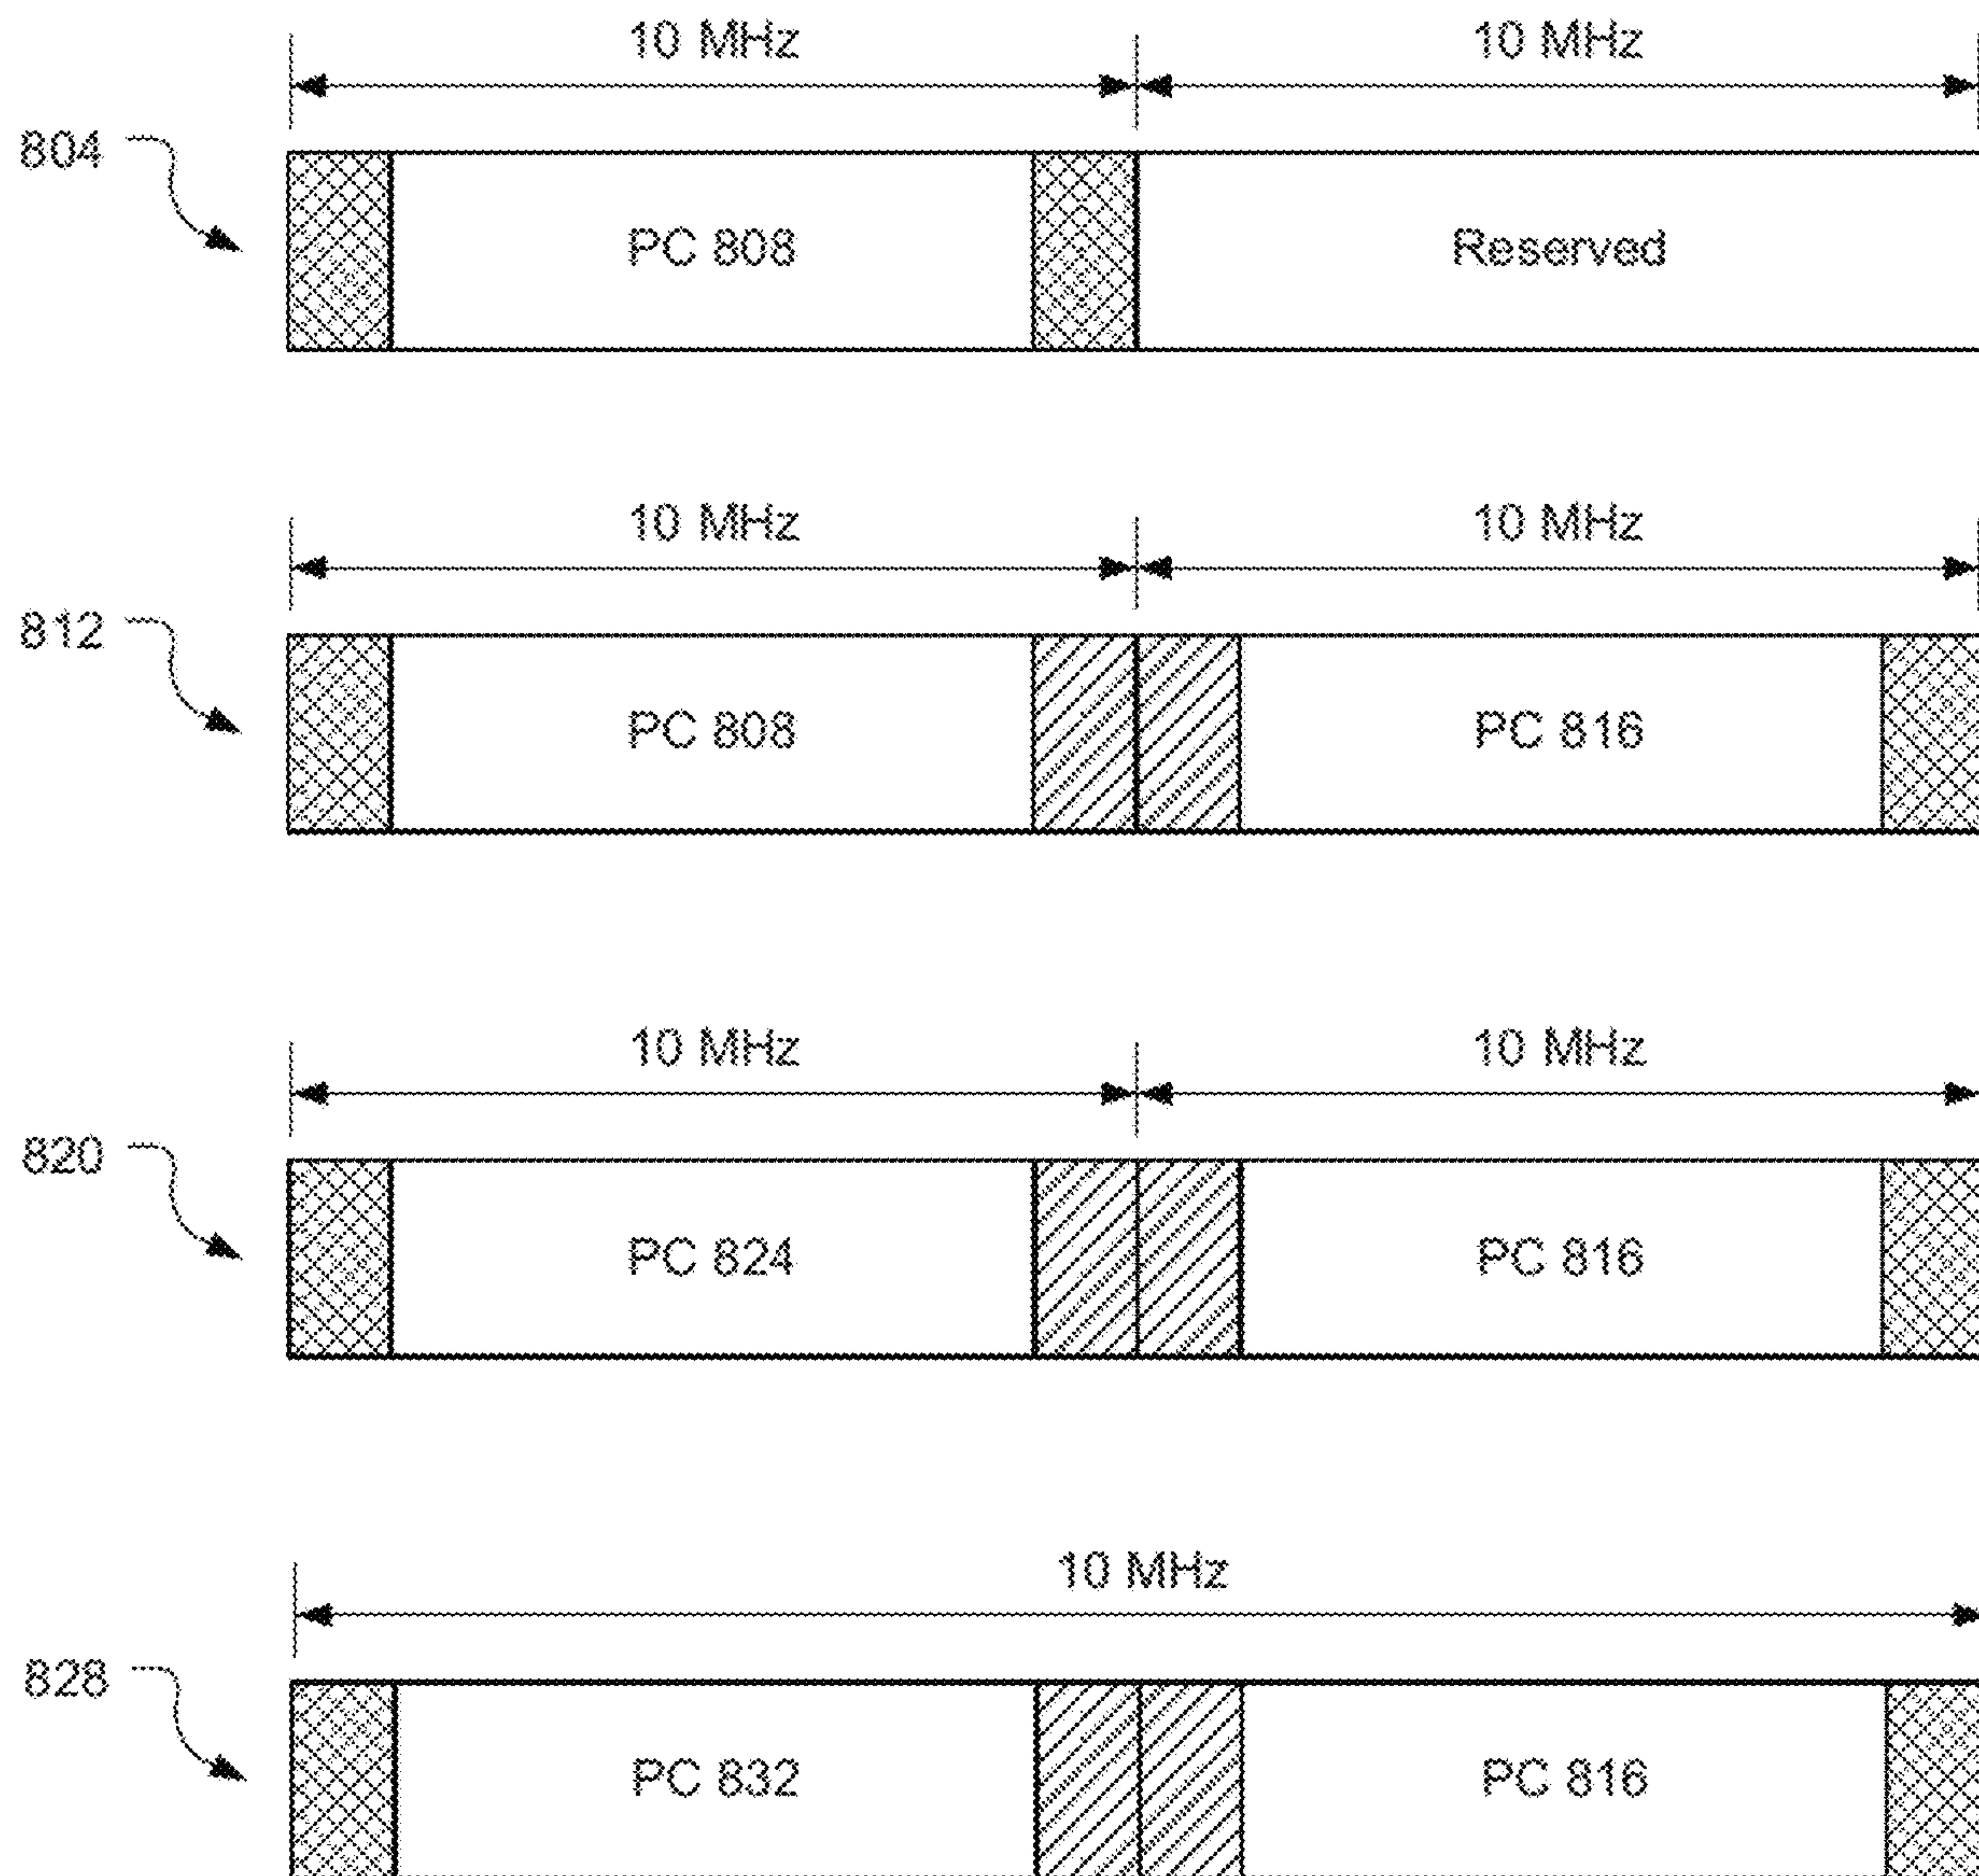 10 MHz 10 MHz
804
PC 808 Reserved
10 MHz 10 MHz
812
PC 808 PC 816
10 MHz 10 MHz
820
PC 824 PC 816
10 MHz
828
PC 832 PC 816